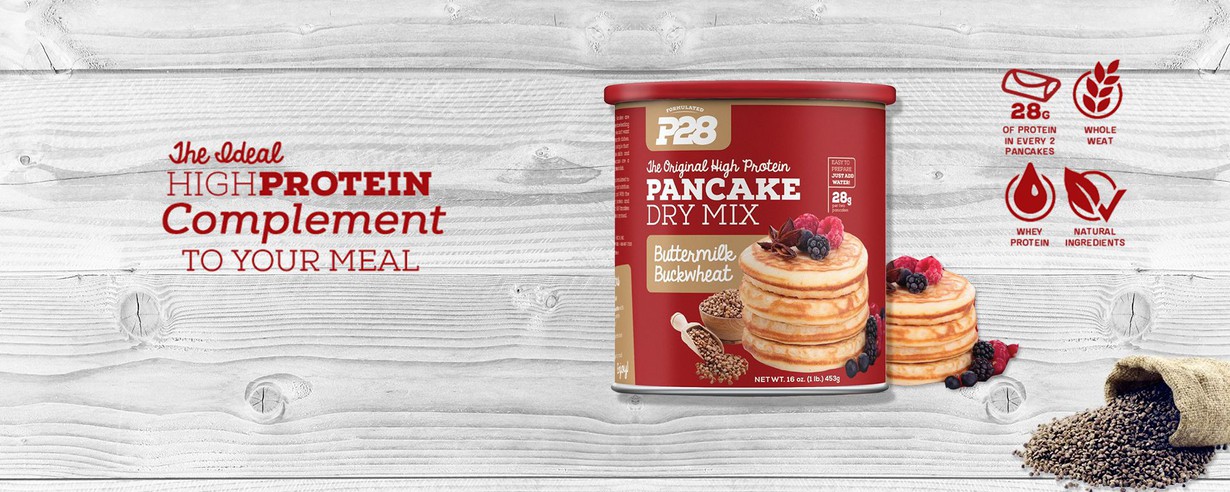 The Ideal
HIGHPROTEIN
Complement
TO YOUR MEAL
FORMULATED
P28
The Original High Protein
PANCAKE
DRY MIX
EASY TO
PREPARE
JUST ADD
WATER!
28g
Buttermilk
Buckwheat
Enjoy!
NET WT. 16 oz. (1 lb.) 453g
28G
OF PROTEIN
IN EVERY 2
PANCAKES
WHOLE
WEAT
WHEY
PROTEIN
NATURAL
INGREDIENTS